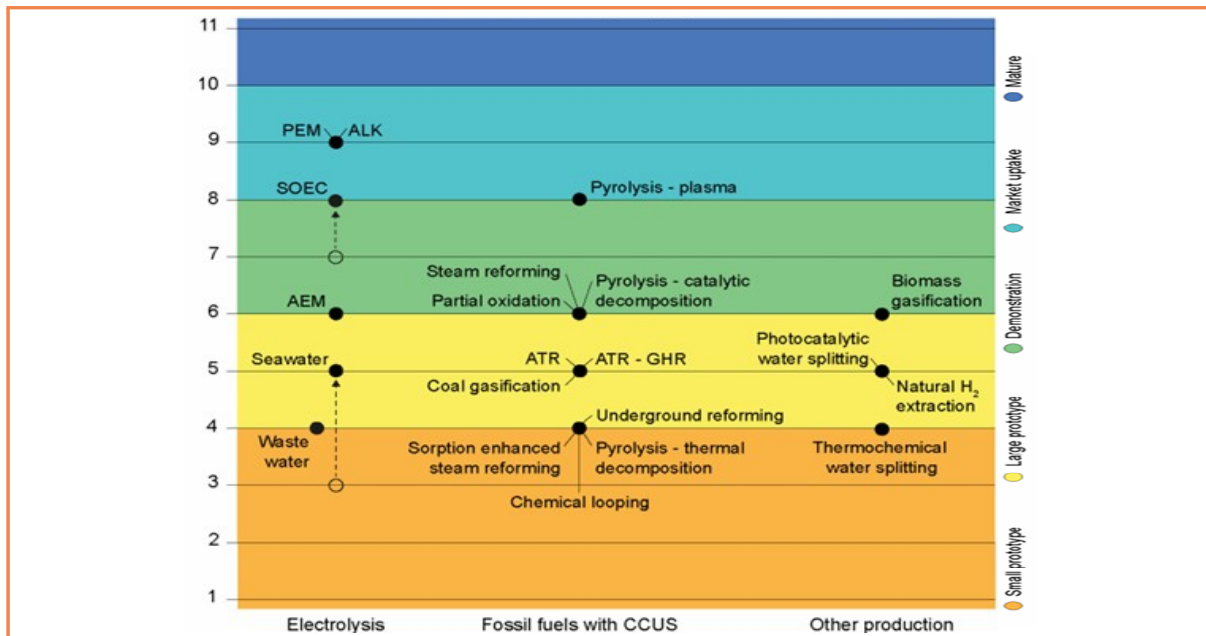 11
10
9
8
7
6
5
4
3
2
1
PEM ALK
SOEC
AEM
Seawater
Waste
water
Pyrolysis - plasma
Steam reforming
Partial oxidation
Pyrolysis - catalytic
decomposition
ATR
ATR - GHR
Coal gasification
Underground reforming
Sorption enhanced
steam reforming
Pyrolysis - thermal
decomposition
Chemical looping
Biomass
gasification
Photocatalytic
water splitting
Natural H₂
extraction
Thermochemical
water splitting
Electrolysis
Fossil fuels with CCUS
Other production
Mature
Market uptake
Demonstration
Large prototype
Small prototype